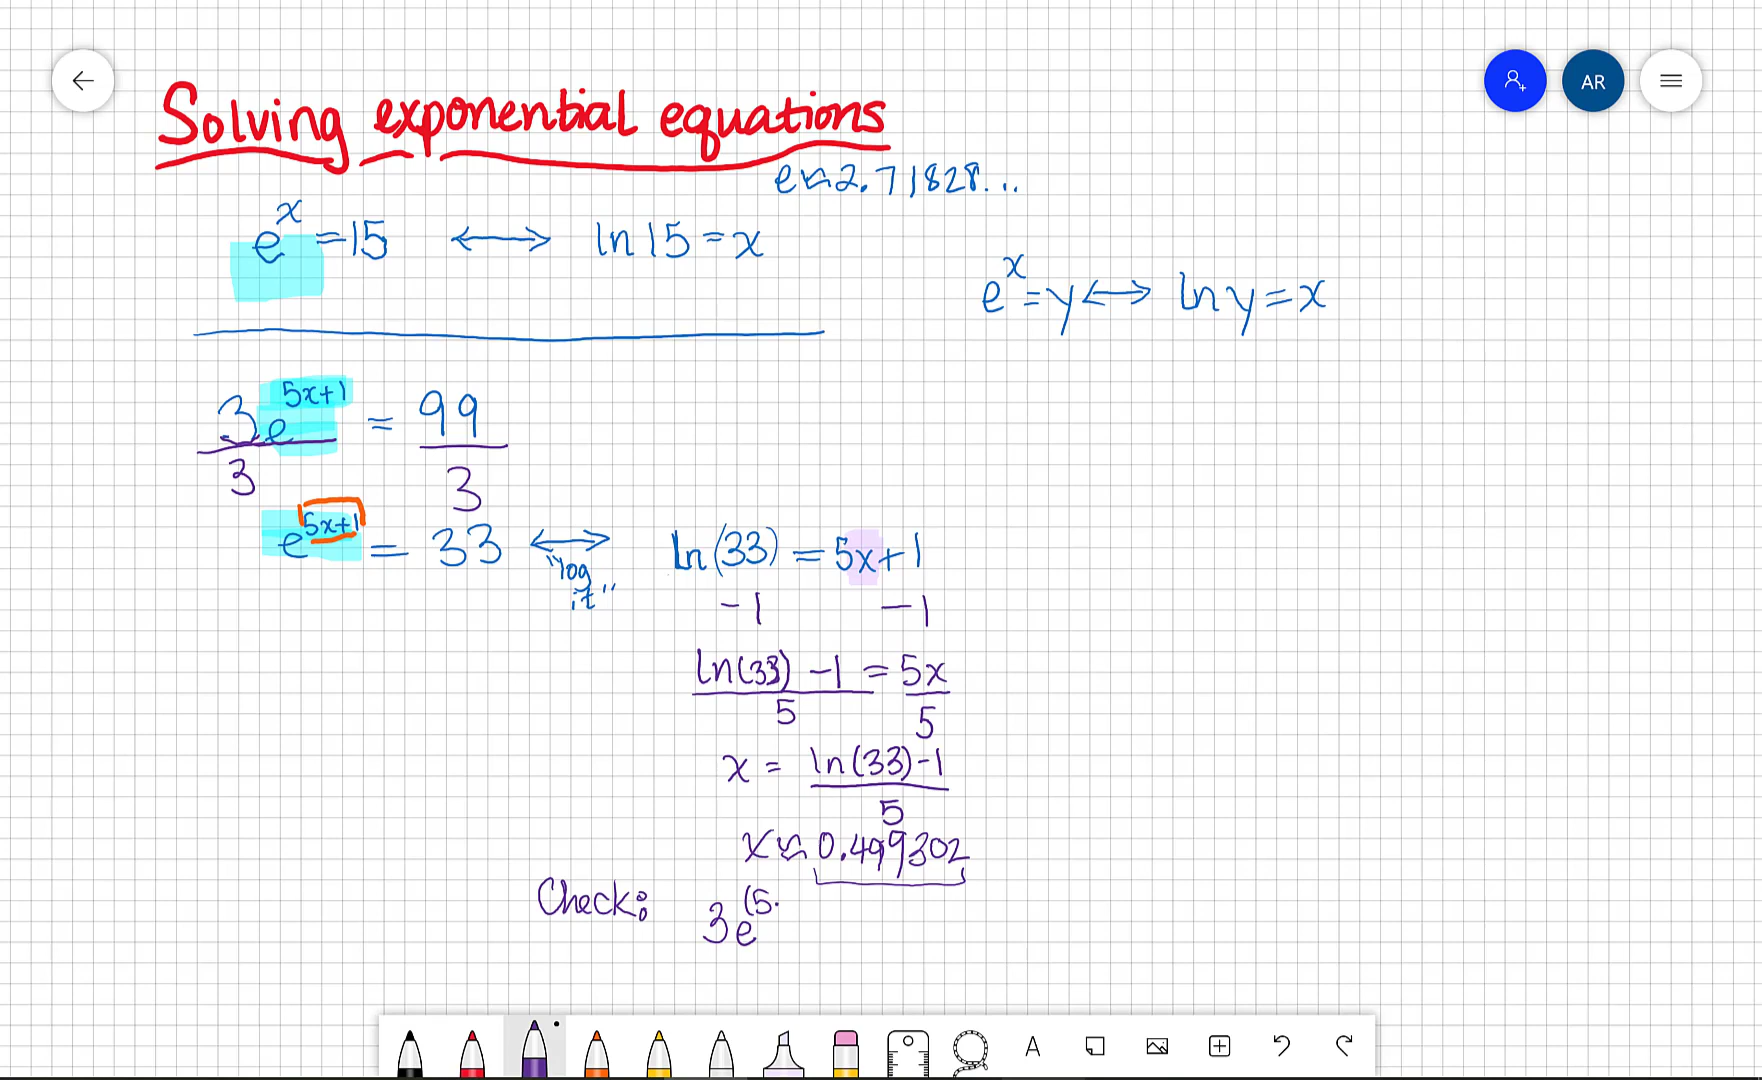 AR
Solving exponential equations
e≈2.71828...
e^x = 15 ⟷ ln 15 = x
e^x = y ⟷ ln y = x
3e^(5x+1) = 99
3 3
e^(5x+1) = 33 ⟷ ln(33) = 5x+1
"log
it"
-1 -1
ln(33) -1 = 5x
5 5
x = ln(33)-1
5
x≈0.499302
Check: 3e^(5·
A